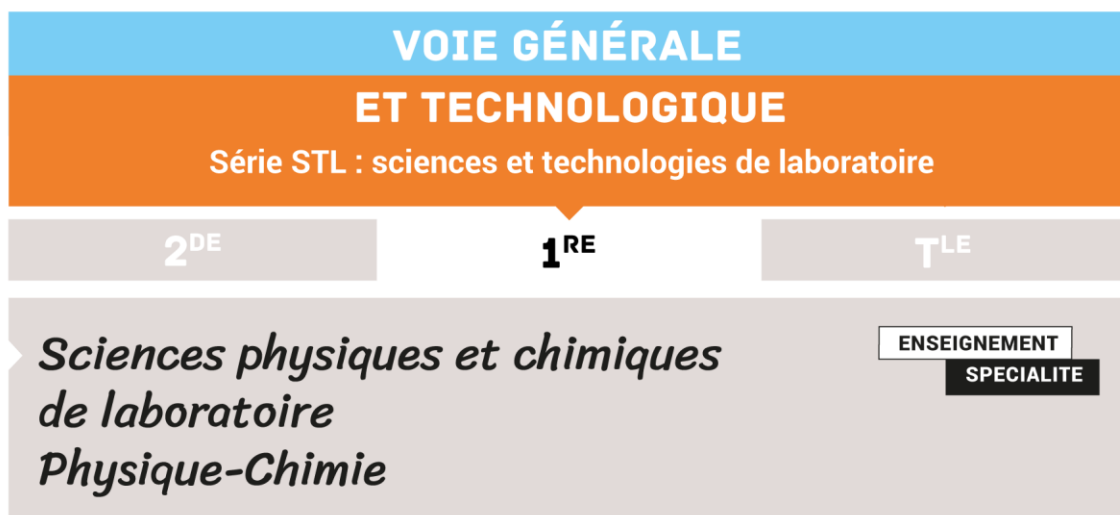 VOIE GÉNÉRALE
ET TECHNOLOGIQUE
Série STL : sciences et technologies de laboratoire
2DE
1RE
TLE
Sciences physiques et chimiques
de laboratoire
Physique-Chimie
ENSEIGNEMENT
SPECIALITE